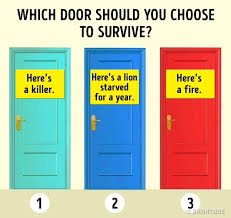 WHICH DOOR SHOULD YOU CHOOSE
TO SURVIVE?
Here's
a killer.
Here's a lion
starved
for a year.
Here's
a fire.
1
2
3